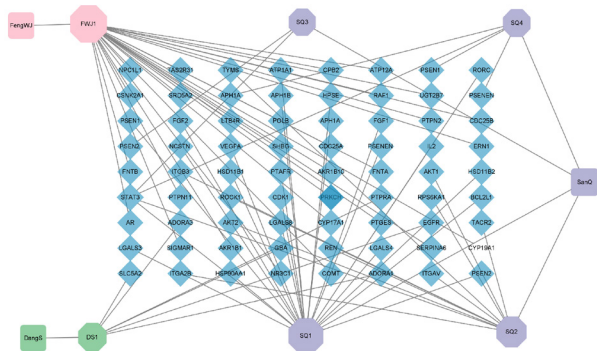 FengWJ FWJ1 SQ3 SQ4
NPC1L1 TAS2R31 TYMS ATP1A1 CPB2 ATP12A PSEN1 RORC
CSNK2A1 SRD5A2 APH1A APH1B HPSE RAF1 UGT2B7 PSENEN
PSEN1 FGF2 LTB4R PGLB APH1A FGF1 PTPN2 CDC25B
PSEN2 NCSTN VEGFA SHBG CDC25A PSENEN IL2 ERN1
FNTB ITGB3 HSD11B1 PTAFR AKR1B10 FNTA AKT1 HSD11B2 SanQ
STAT3 PTPN11 ROCK1 CDK1 PTPRA RPS6KA1 BCL2L1
AR ADORA3 AKT2 LGALS8 CYP17A1 PTGES EGFR TACR2
LGALS3 SIGMAR1 AKR1B1 GBA REN LGALS4 SERPINA6 CYP19A1
SLC5A2 ITGA2B HSP90AA1 NR3C1 COMT ADORA1 ITGAV PSEN2
DangS DS1 SQ1 SQ2